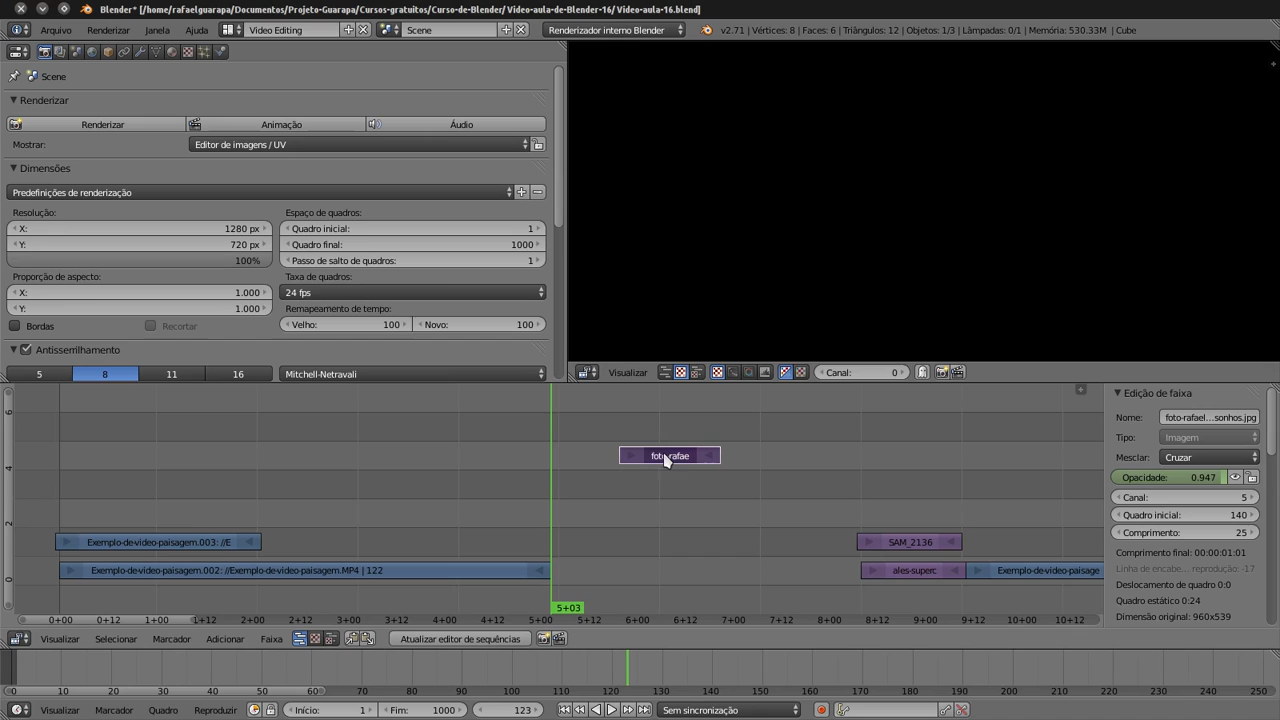 Blender* [/home/rafaelguarapa/Documentos/Projeto-Guarapa/Cursos-gratuitos/Curso-de-Blender/ Video-aula-de-Blender-16/ Video-aula-16.blend]
Arquivo Renderizar Janela Ajuda Video Editing Scene Renderizador interno Blender v2.71 | Vértices: 8 | Faces: 6 | Triângulos: 12 | Objetos: 1/3 | Lâmpadas: 0/1 | Memória: 530.33M | Cube
Scene
Renderizar
Renderizar Animação Áudio
Mostrar: Editor de imagens / UV
Dimensões
Predefinições de renderização
Resolução: Espaço de quadros:
X: 1280 px Quadro inicial: 1
Y: 720 px Quadro final: 1000
100% Passo de salto de quadros: 1
Proporção de aspecto: Taxa de quadros:
X: 1.000 24 fps
Y: 1.000 Remapeamento de tempo:
Bordas Recortar Velho: 100 Novo: 100
Antisserrilhamento
5 8 11 16 Mitchell-Netravali
Visualizar Canal: 0
6
4
2
0
foto-rafae
Exemplo-de-video-paisagem.003: //E SAM_2136
Exemplo-de-video-paisagem.002: //Exemplo-de-video-paisagem.MP4 | 122 ales-superc Exemplo-de-video-paisage
5+03
0+00 0+12 1+00 1+12 2+00 2+12 3+00 3+12 4+00 4+12 5+00 5+12 6+00 6+12 7+00 7+12 8+00 8+12 9+00 9+12 10+00 10+12
Edição de faixa
Nome: foto-rafael...sonhos.jpg
Tipo: Imagem
Mesclar: Cruzar
Opacidade: 0.947
Canal: 5
Quadro inicial: 140
Comprimento: 25
Comprimento final: 00:00:01:01
Linha de encabe... reprodução: -17
Deslocamento de quadro 0:0
Quadro estático 0:24
Dimensão original: 960x539
Visualizar Selecionar Marcador Adicionar Faixa Atualizar editor de sequências
0 10 20 30 40 50 60 70 80 90 100 110 120 130 140 150 160 170 180 190 200 210 220 230 240 250
Visualizar Marcador Quadro Reproduzir Início: 1 Fim: 1000 123 Sem sincronização